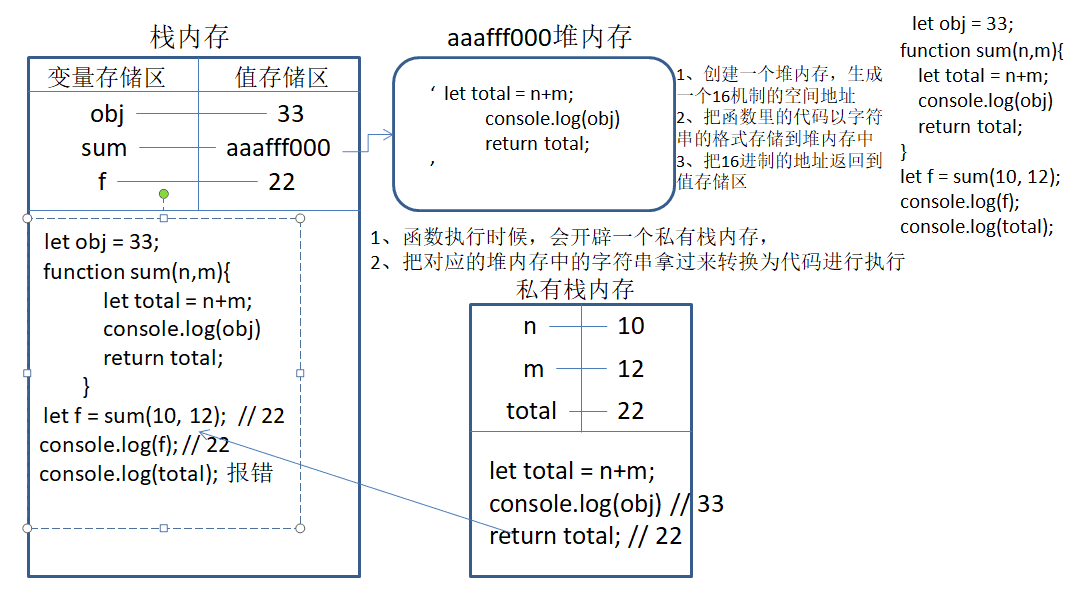 栈内存
变量存储区 值存储区
obj 33
sum aaafff000
f 22
let obj = 33;
function sum(n,m){
let total = n+m;
console.log(obj)
return total;
}
let f = sum(10, 12); // 22
console.log(f); // 22
console.log(total); 报错
aaafff000堆内存
‘ let total = n+m;
console.log(obj)
return total;
’
1、创建一个堆内存，生成
一个16机制的空间地址
2、把函数里的代码以字符
串的格式存储到堆内存中
3、把16进制的地址返回到
值存储区
let obj = 33;
function sum(n,m){
let total = n+m;
console.log(obj)
return total;
}
let f = sum(10, 12);
console.log(f);
console.log(total);
1、函数执行时候，会开辟一个私有栈内存，
2、把对应的堆内存中的字符串拿过来转换为代码进行执行
私有栈内存
n 10
m 12
total 22
let total = n+m;
console.log(obj) // 33
return total; // 22